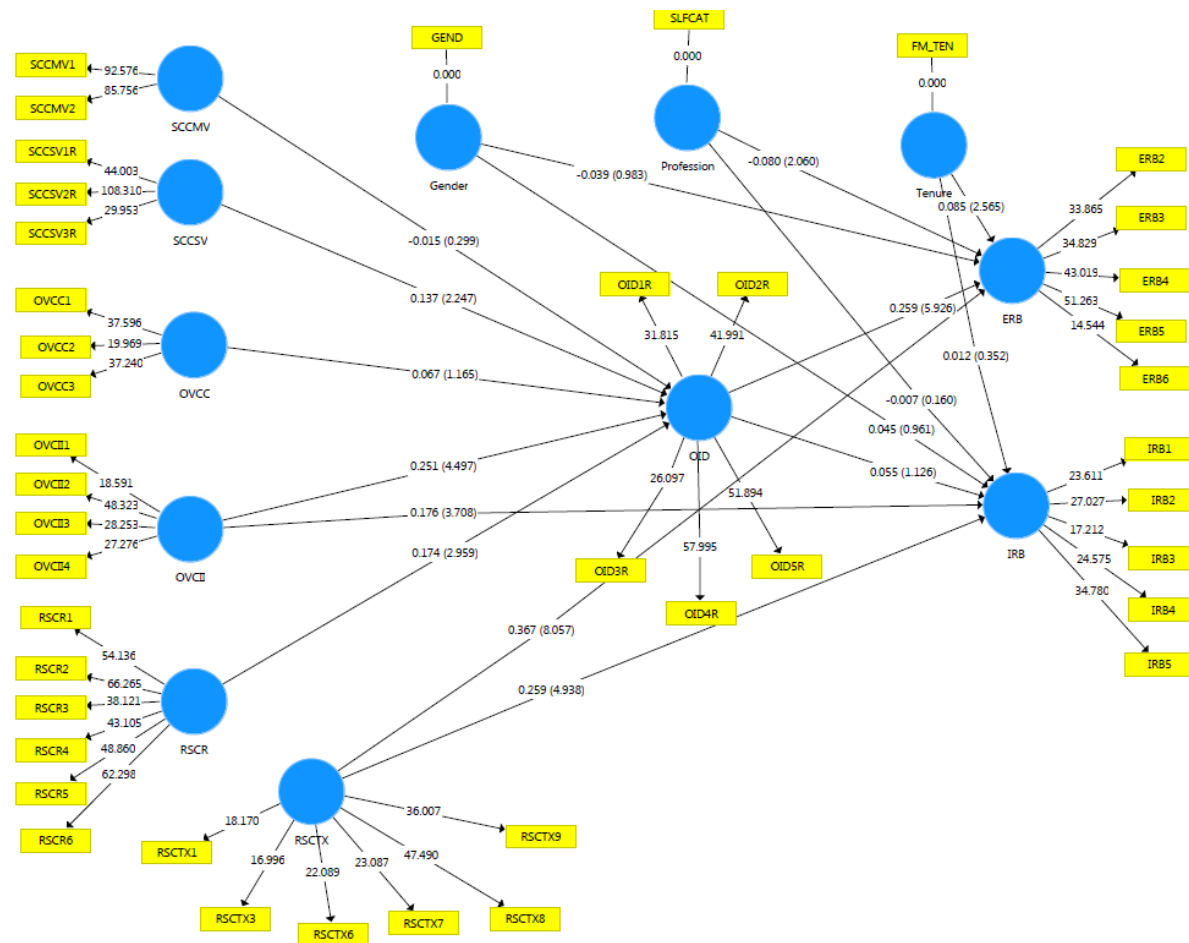 SLFCAT
GEND
FM_TEN
0.000
0.000
0.000
SCCMV1
92.576
SCCMV2
85.756
SCCMV
Gender
Profession
Tenure
SCCSV1R
44.003
SCCSV2R
108.310
SCCSV3R
29.953
SCCSV
-0.039 (0.983)
-0.080 (2.060)
0.085 (2.565)
ERB2
33.865
ERB3
34.829
ERB4
43.019
ERB5
51.263
ERB6
14.544
ERB
-0.015 (0.299)
0.137 (2.247)
OID1R
31.815
OID2R
41.991
0.259 (5.926)
0.012 (0.352)
OVCC1
37.596
OVCC2
19.969
OVCC3
37.240
OVCC
0.067 (1.165)
-0.007 (0.160)
0.045 (0.961)
OID
0.055 (1.126)
OVCII1
18.591
OVCII2
48.323
OVCII3
28.253
OVCII4
27.276
OVCII
0.251 (4.497)
0.176 (3.708)
0.174 (2.959)
26.097
51.894
57.995
OID3R
OID5R
OID4R
IRB1
23.611
IRB2
27.027
IRB3
17.212
IRB4
24.575
IRB5
34.780
IRB
0.367 (8.057)
0.259 (4.938)
RSCR1
54.136
RSCR2
66.265
RSCR3
38.121
RSCR4
43.105
RSCR5
48.860
RSCR6
62.298
RSCR
RSCTX
18.170
RSCTX1
16.996
RSCTX3
22.089
RSCTX6
23.087
RSCTX7
47.490
RSCTX8
36.007
RSCTX9